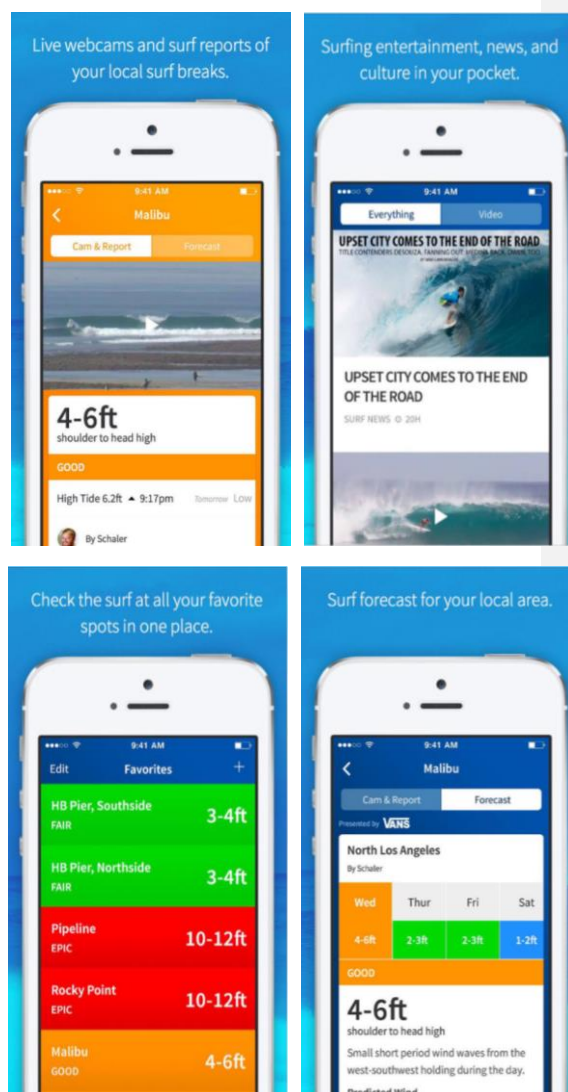 Live webcams and surf reports of
your local surf breaks.
9:41 AM
Malibu
Cam & Report
Forecast
4-6ft
shoulder to head high
GOOD
High Tide 6.2ft ▲ 9:17pm Tomorrow Low
By Schaler
Surfing entertainment, news, and
culture in your pocket.
9:41 AM
Everything
Video
UPSET CITY COMES TO THE END OF THE ROAD
UPSET CITY COMES TO THE END
OF THE ROAD
SURF NEWS 20H
Check the surf at all your favorite
spots in one place.
9:41 AM
Edit
Favorites
+
HB Pier, Southside
FAIR
3-4ft
HB Pier, Northside
FAIR
3-4ft
Pipeline
EPIC
10-12ft
Rocky Point
EPIC
10-12ft
Malibu
GOOD
4-6ft
Surf forecast for your local area.
9:41 AM
Malibu
Cam & Report
Forecast
Presented by VANS
North Los Angeles
By Schaler
Wed Thur Fri Sat
4-6ft 2-3ft 2-3ft 1-2ft
GOOD
4-6ft
shoulder to head high
Small short period wind waves from the
west-southwest holding during the day.
Predicted Wind